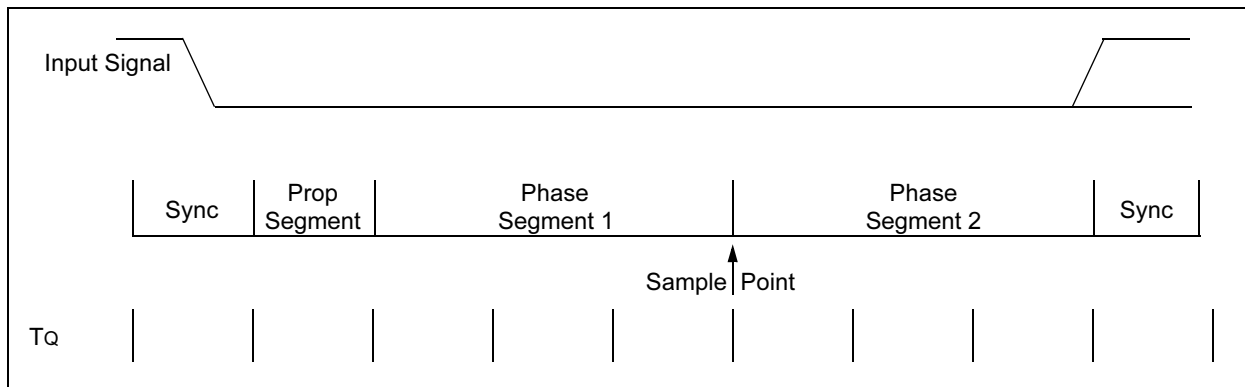 Input Signal
Sync
Prop
Segment
Phase
Segment 1
Phase
Segment 2
Sync
Sample Point
TQ